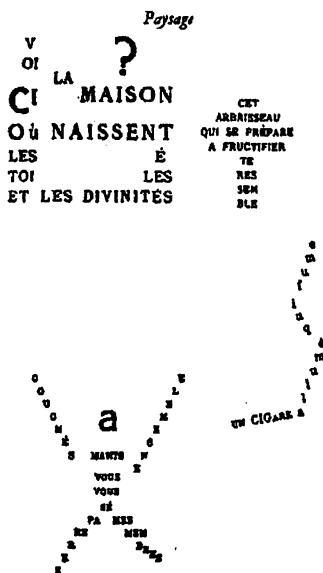 Paysage
V
OI
CI
LA
?
MAISON
Où NAISSENT
LES É
TOI LES
ET LES DIVINITÉS
CET
ARBRISSEAU
QUI SE PRÉPARE
A FRUCTIFIER
TE
RES
SEM
BLE
UN CIGARE allumé qui fume
COUCHÉS
ENSEMBLE
a
MANTS
VOUS
VOUS
SÉ
PA MES
RE MEM
REZ BRES